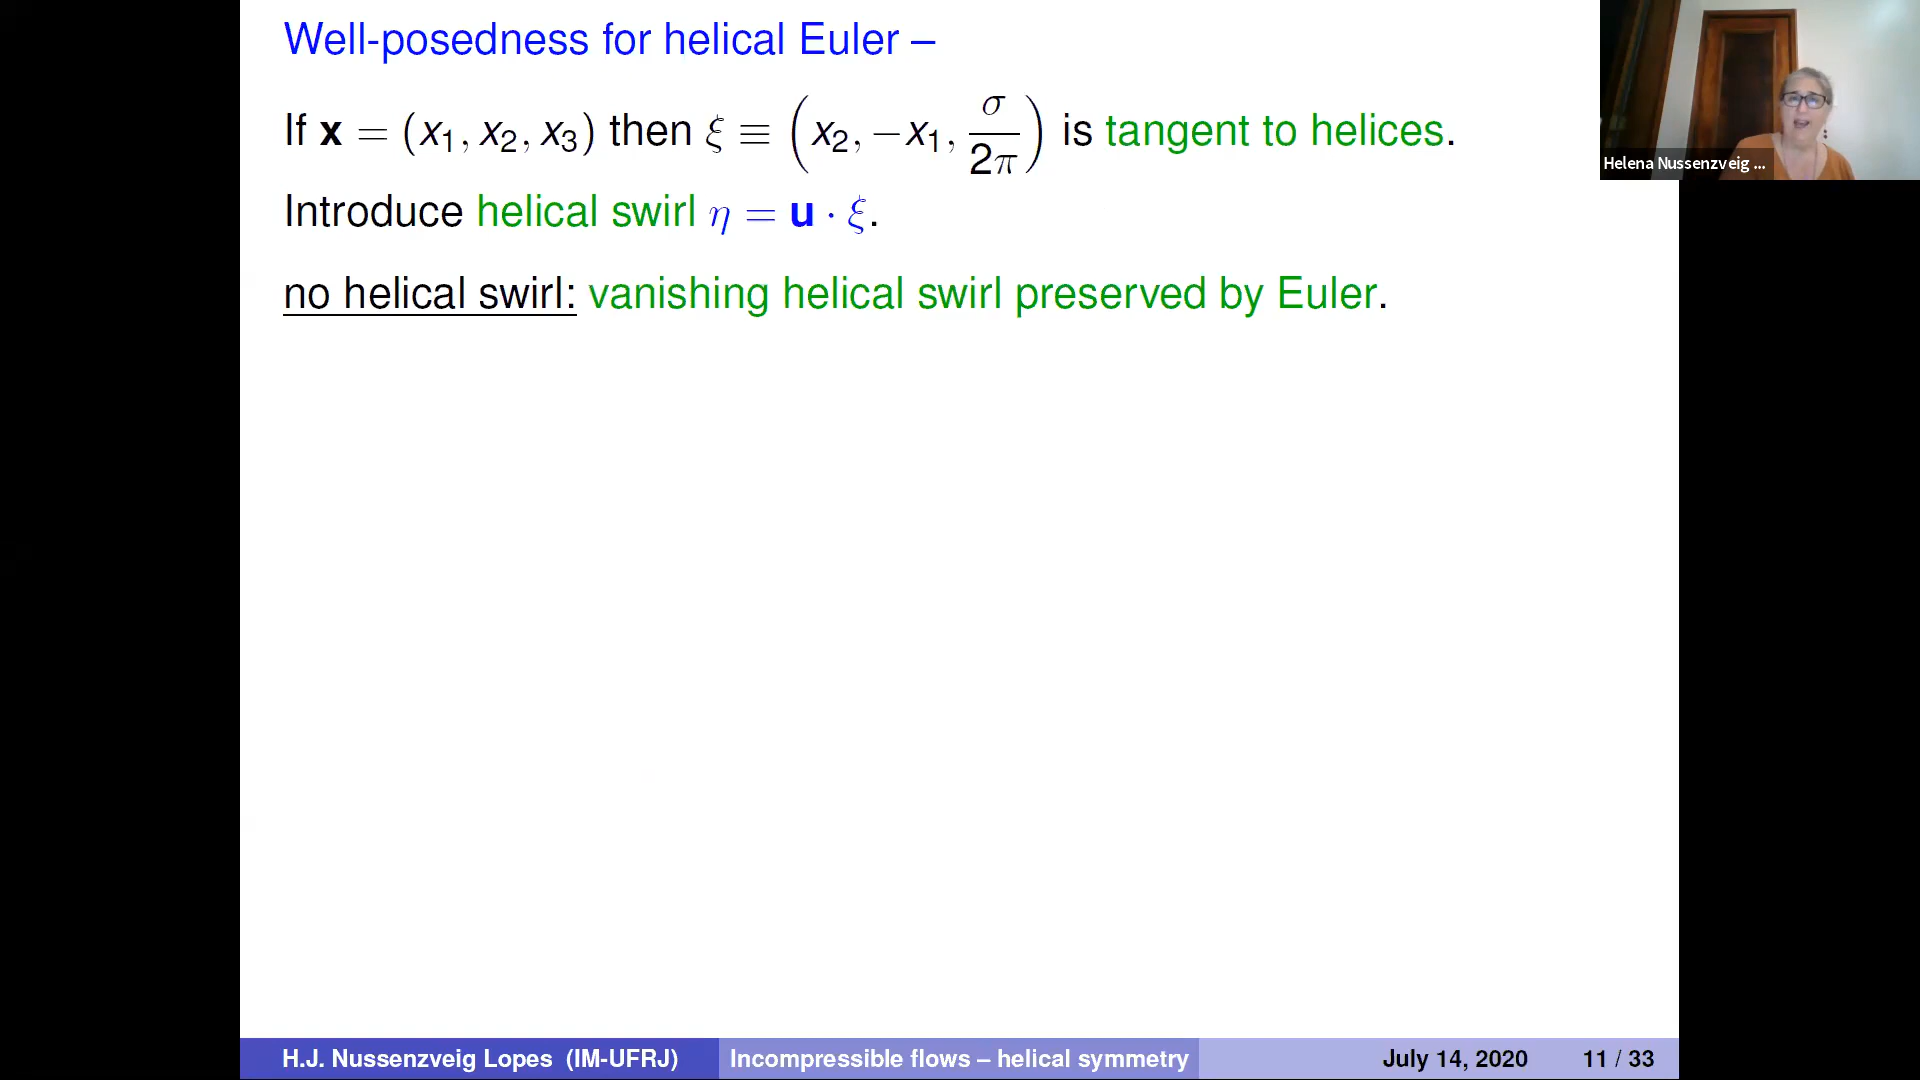 Well-posedness for helical Euler –
If x = (x₁, x₂, x₃) then ξ ≡ (x₂, −x₁, σ/2π) is tangent to helices.
Introduce helical swirl η = u · ξ.
no helical swirl: vanishing helical swirl preserved by Euler.
Helena Nussenzveig ...
H.J. Nussenzveig Lopes (IM-UFRJ) Incompressible flows – helical symmetry July 14, 2020 11 / 33